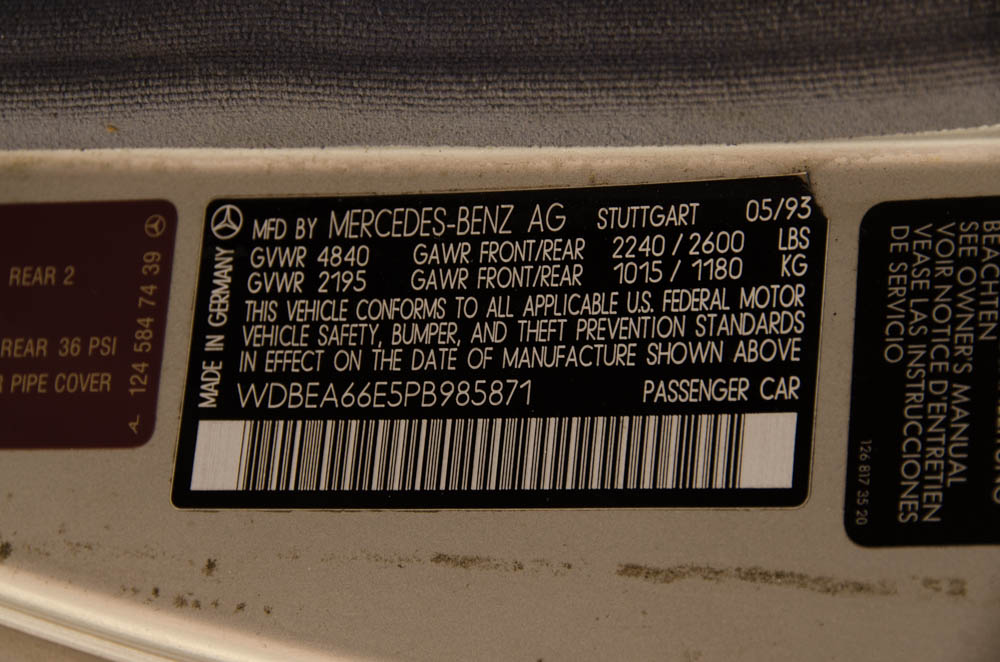 REAR 2
REAR 36 PSI
PIPE COVER
124 584 74 39
MADE IN GERMANY
MFD BY MERCEDES-BENZ AG STUTTGART 05/93
GVWR 4840 GAWR FRONT/REAR 2240 / 2600 LBS
GVWR 2195 GAWR FRONT/REAR 1015 / 1180 KG
THIS VEHICLE CONFORMS TO ALL APPLICABLE U.S. FEDERAL MOTOR
VEHICLE SAFETY, BUMPER, AND THEFT PREVENTION STANDARDS
IN EFFECT ON THE DATE OF MANUFACTURE SHOWN ABOVE
WDBEA66E5PB985871 PASSENGER CAR
BEACHTEN
SEE OWNER'S MANUAL
VOIR NOTICE D'ENTRETIEN
VEASE LAS INSTRUCCIONES
DE SERVICIO
126 817 35 20